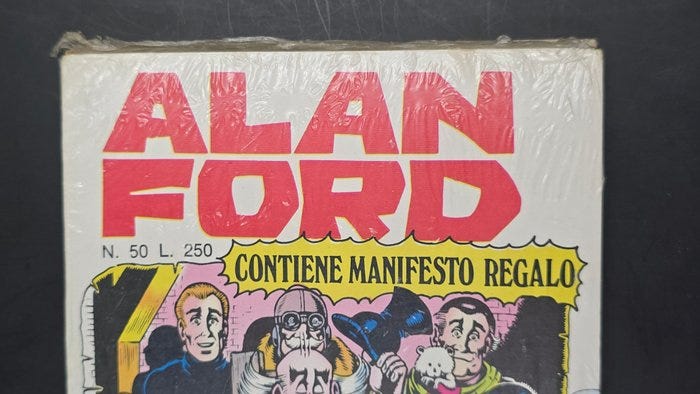 ALAN
FORD
N. 50 L. 250
CONTIENE MANIFESTO REGALO